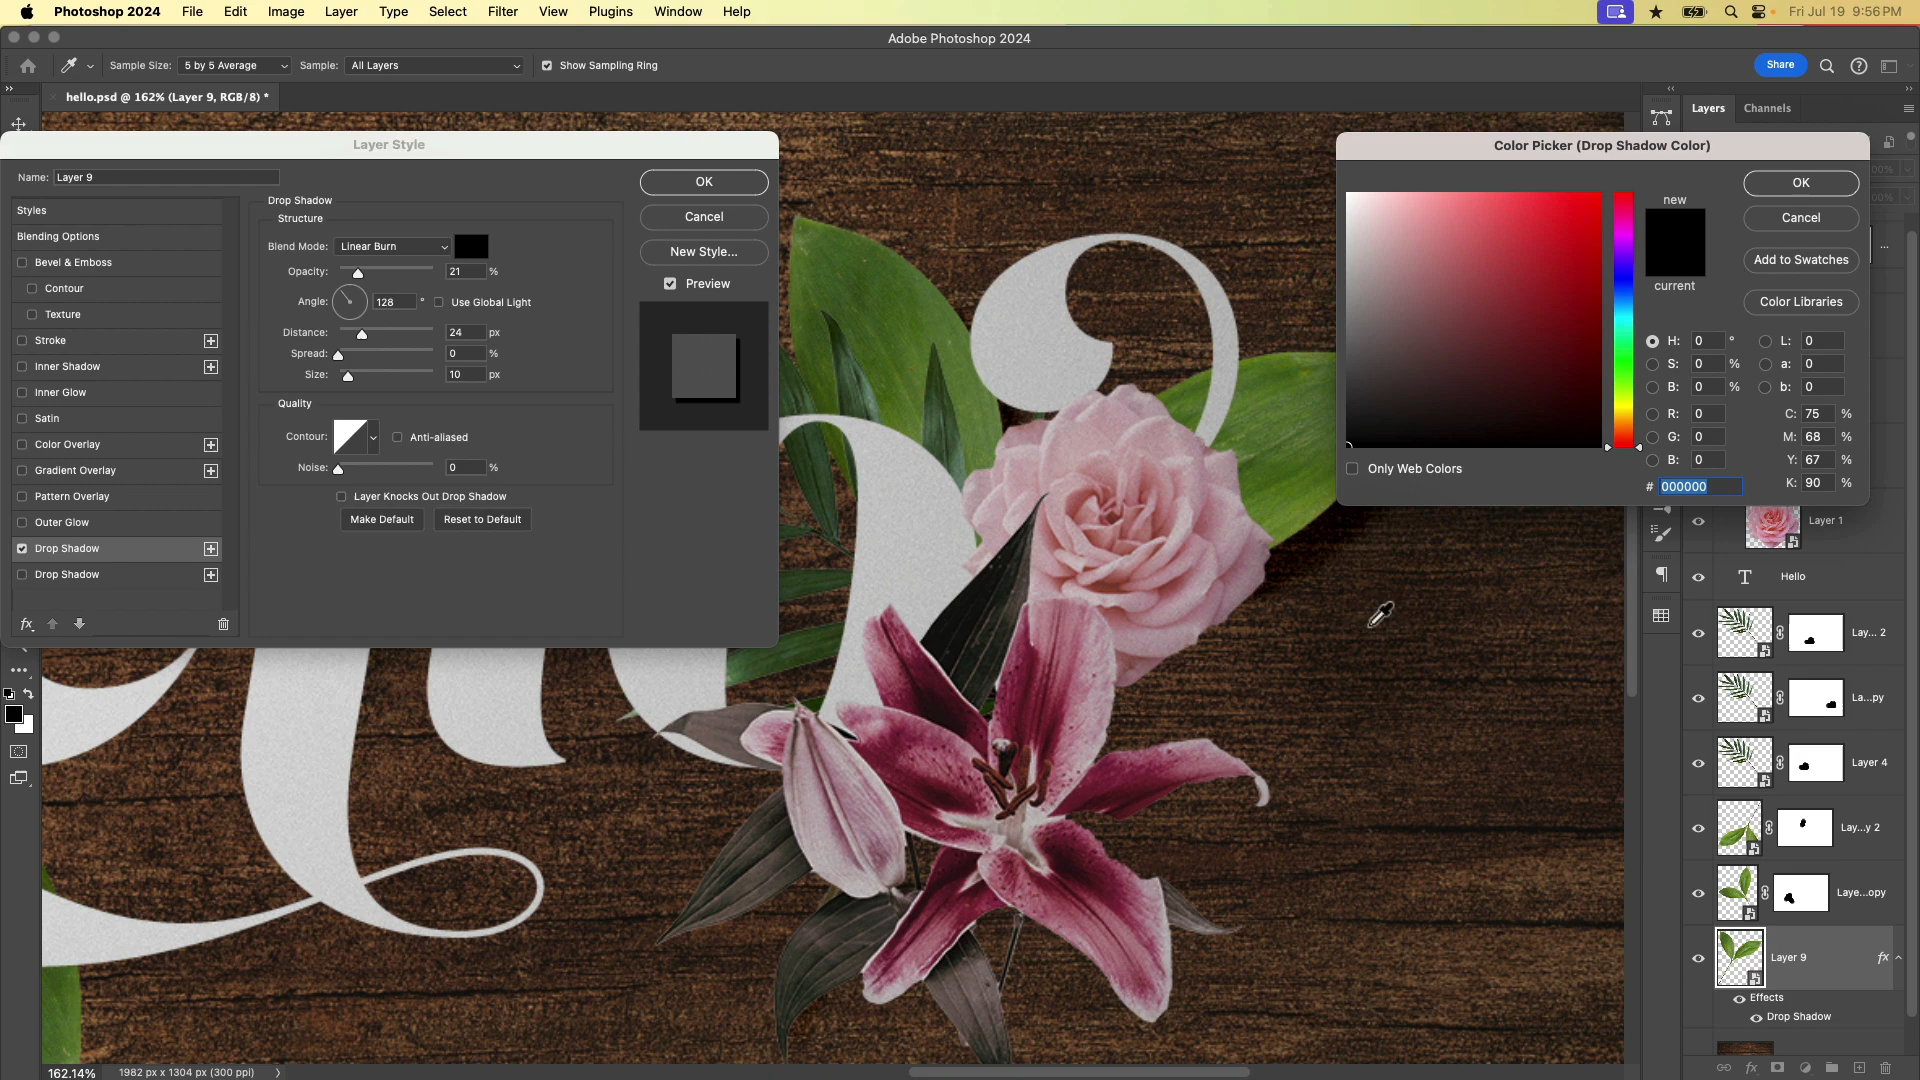 Photoshop 2024 File Edit Image Layer Type Select Filter View Plugins Window Help Fri Jul 19 9:56 PM
Adobe Photoshop 2024
Sample Size: 5 by 5 Average Sample: All Layers Show Sampling Ring Share
hello.psd @ 162% (Layer 9, RGB/8) *
Layers Channels
Layer Style
Name: Layer 9
Styles
Blending Options
Bevel & Emboss
Contour
Texture
Stroke
Inner Shadow
Inner Glow
Satin
Color Overlay
Gradient Overlay
Pattern Overlay
Outer Glow
Drop Shadow
Drop Shadow
fx
Drop Shadow
Structure
Blend Mode: Linear Burn
Opacity: 21 %
Angle: 128 ° Use Global Light
Distance: 24 px
Spread: 0 %
Size: 10 px
Quality
Contour: Anti-aliased
Noise: 0 %
Layer Knocks Out Drop Shadow
Make Default Reset to Default
OK
Cancel
New Style...
Preview
Color Picker (Drop Shadow Color)
new
current
OK
Cancel
Add to Swatches
Color Libraries
H: 0 ° L: 0
S: 0 % a: 0
B: 0 % b: 0
R: 0 C: 75 %
G: 0 M: 68 %
B: 0 Y: 67 %
# 000000 K: 90 %
Only Web Colors
Layer 1
T Hello
Lay... 2
La...py
Layer 4
Lay...y 2
Laye...opy
Layer 9 fx
Effects
Drop Shadow
fx
162.14% 1982 px x 1304 px (300 ppi)